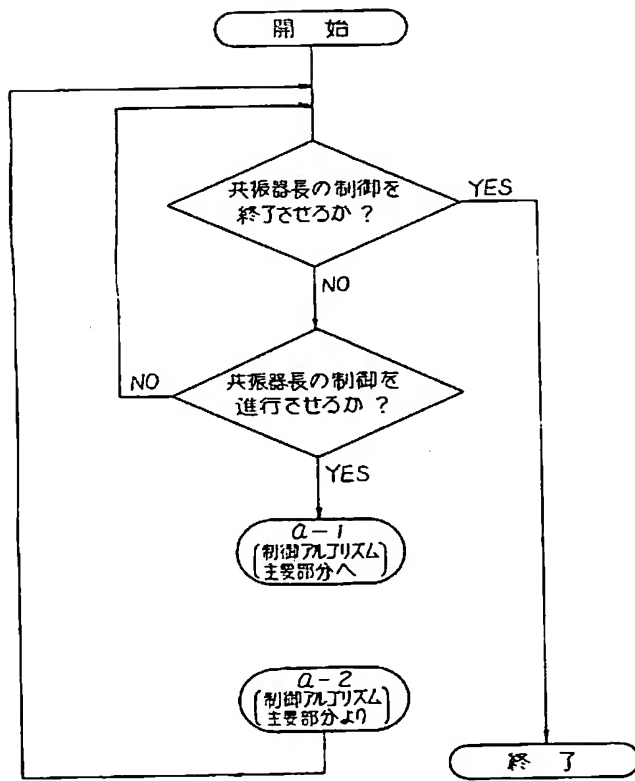 開始
共振器長の制御を
終了させるか?
YES
NO
共振器長の制御を
進行させるか?
NO
YES
a-1
(制御アルゴリズム
主要部分へ)
a-2
(制御アルゴリズム
主要部分より)
終了